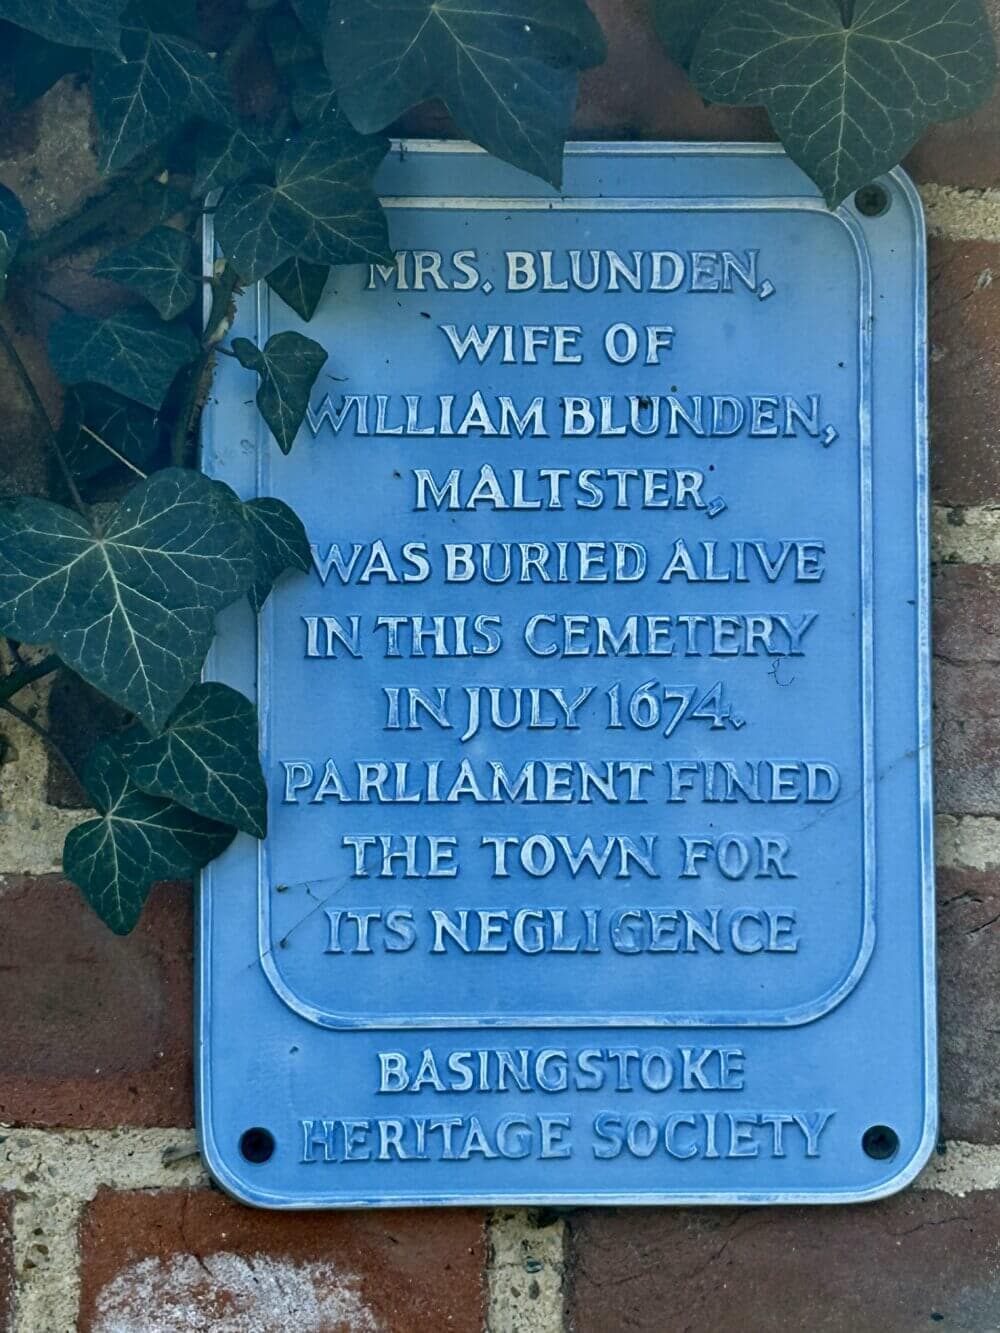 MRS. BLUNDEN,
WIFE OF
WILLIAM BLUNDEN,
MALTSTER,
WAS BURIED ALIVE
IN THIS CEMETERY
IN JULY 1674.
PARLIAMENT FINED
THE TOWN FOR
ITS NEGLIGENCE
BASINGSTOKE
HERITAGE SOCIETY